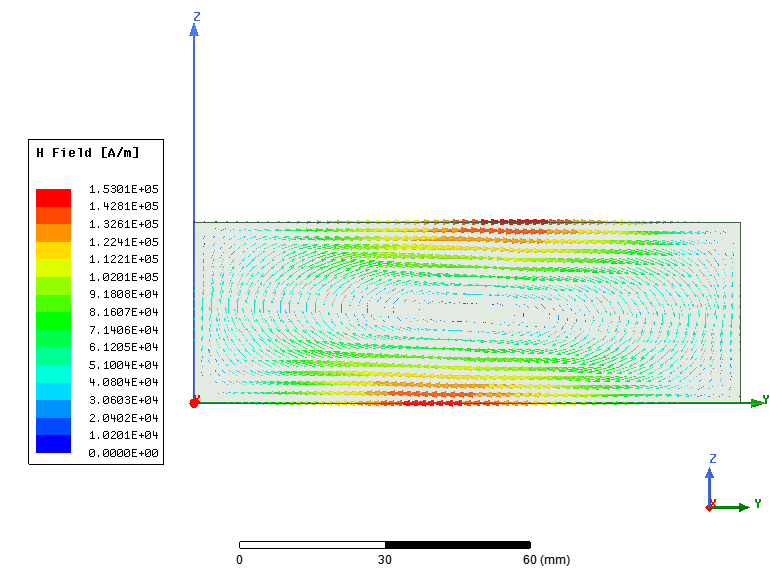 Z
H Field [A/m]
1.5301E+05
1.4281E+05
1.3261E+05
1.2241E+05
1.1221E+05
1.0201E+05
9.1808E+04
8.1607E+04
7.1406E+04
6.1205E+04
5.1004E+04
4.0804E+04
3.0603E+04
2.0402E+04
1.0201E+04
0.0000E+00
X
Y
Z
X
Y
0 30 60 (mm)